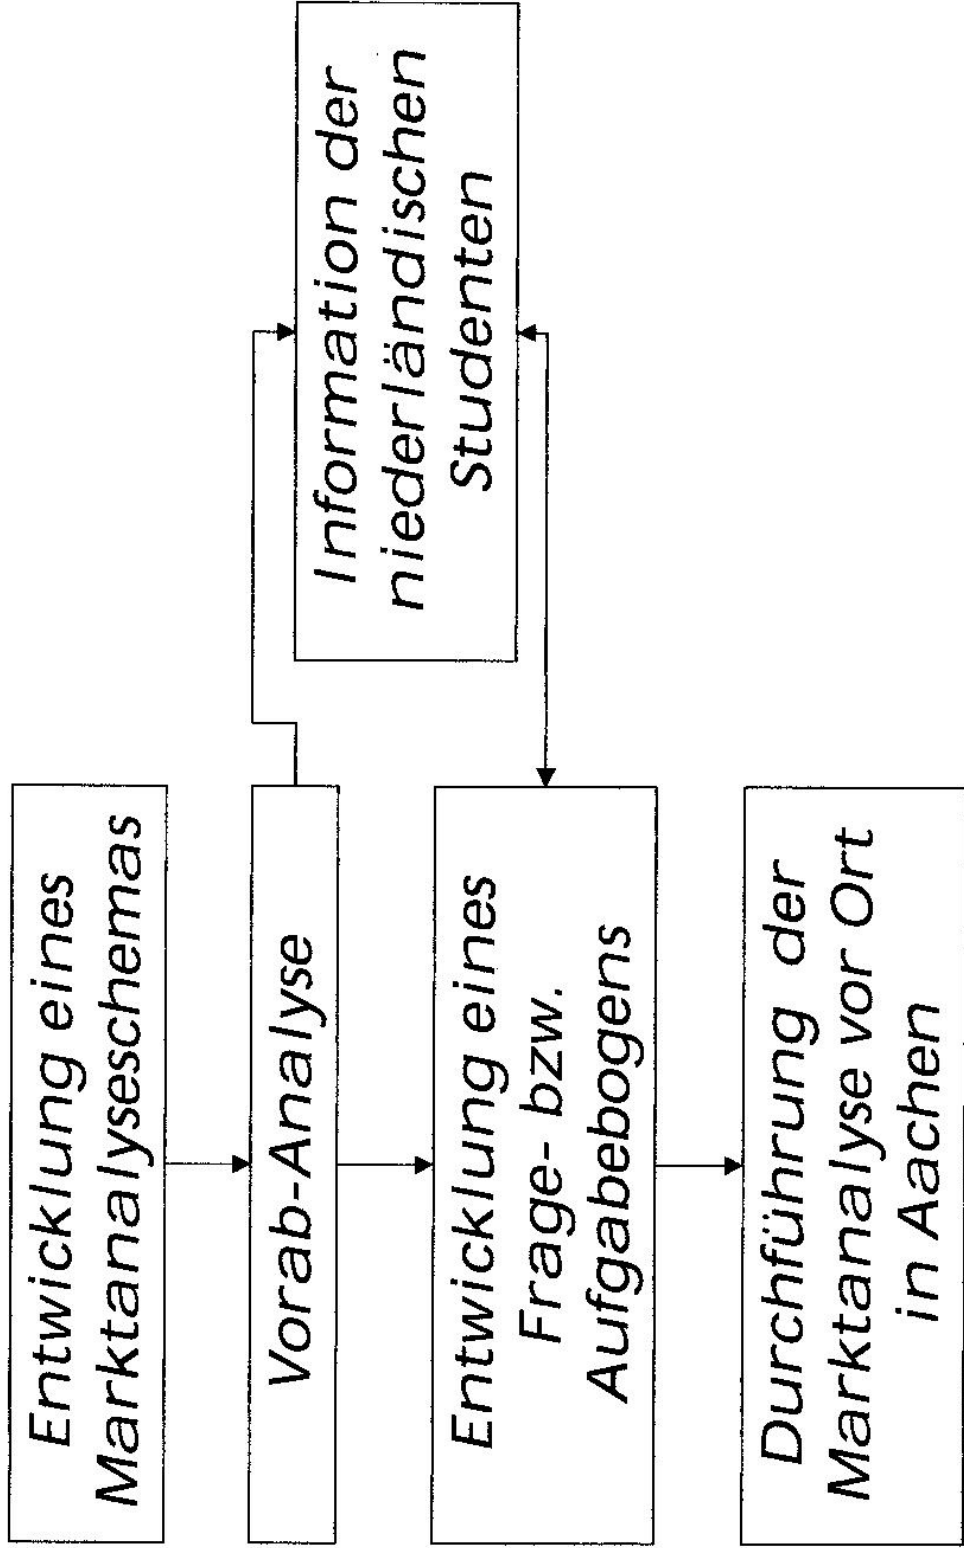 Entwicklung eines
Marktanalyseschemas
Vorab-Analyse
Information der
niederländischen
Studenten
Entwicklung eines
Frage- bzw.
Aufgabebogens
Durchführung der
Marktanalyse vor Ort
in Aachen